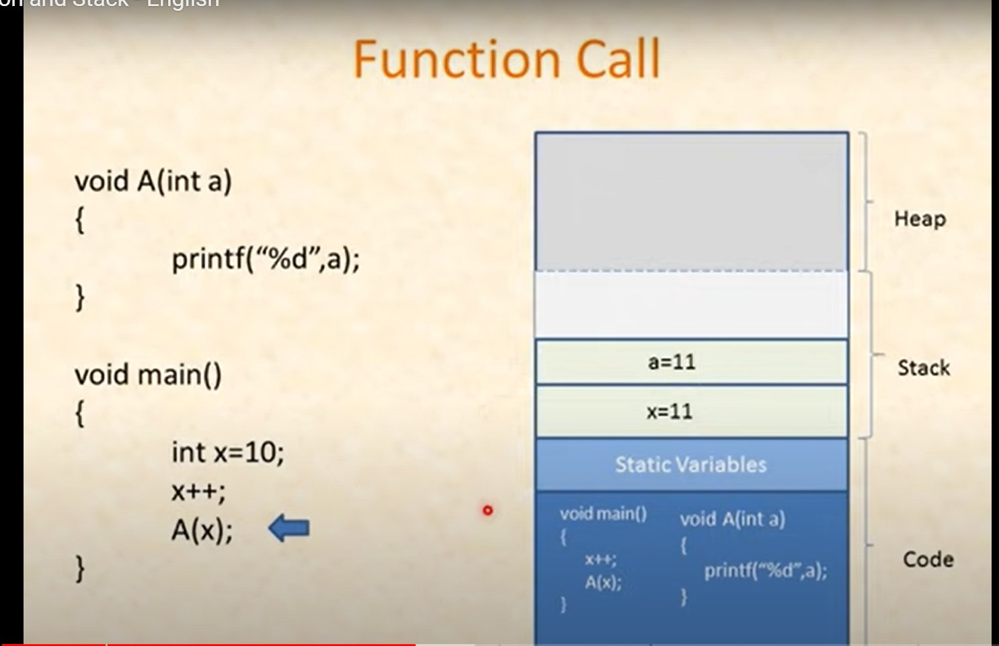 on and Stack - English
Function Call
void A(int a)
{
printf(“%d”,a);
}
void main()
{
int x=10;
x++;
A(x);
}
Heap
a=11
x=11
Stack
Static Variables
void main()
{
x++;
A(x);
}
void A(int a)
{
printf(“%d”,a);
}
Code